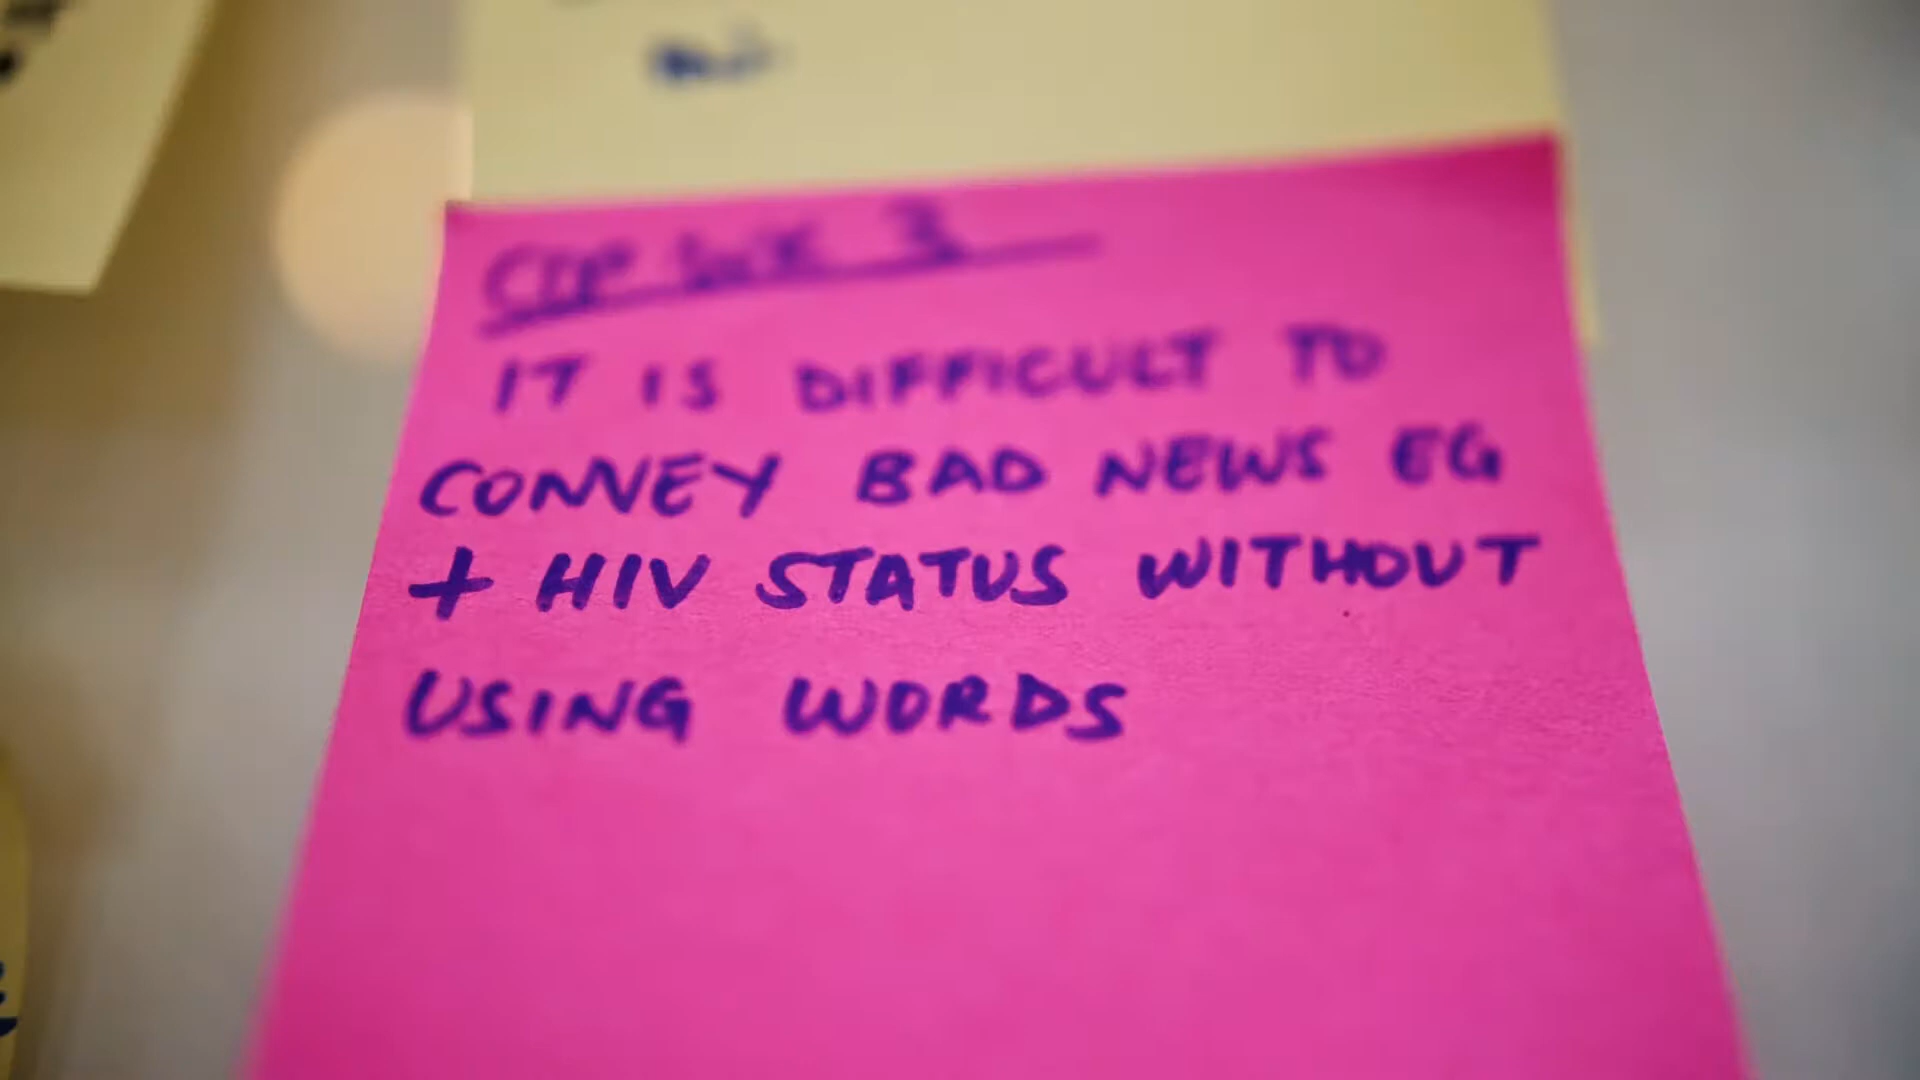 IT IS DIFFICULT TO
CONVEY BAD NEWS EG
+ HIV STATUS WITHOUT
USING WORDS